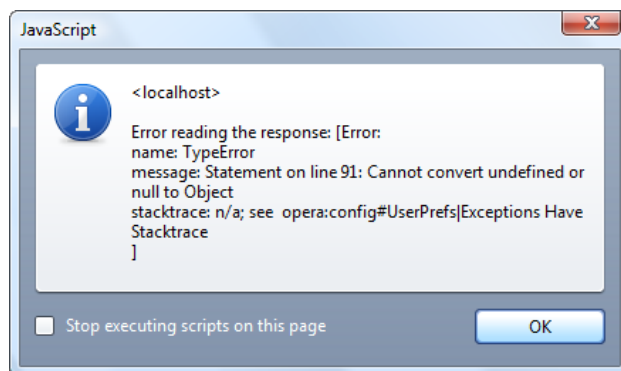 JavaScript
<localhost>
Error reading the response: [Error:
name: TypeError
message: Statement on line 91: Cannot convert undefined or
null to Object
stacktrace: n/a; see  opera:config#UserPrefs|Exceptions Have
Stacktrace
]
Stop executing scripts on this page
OK